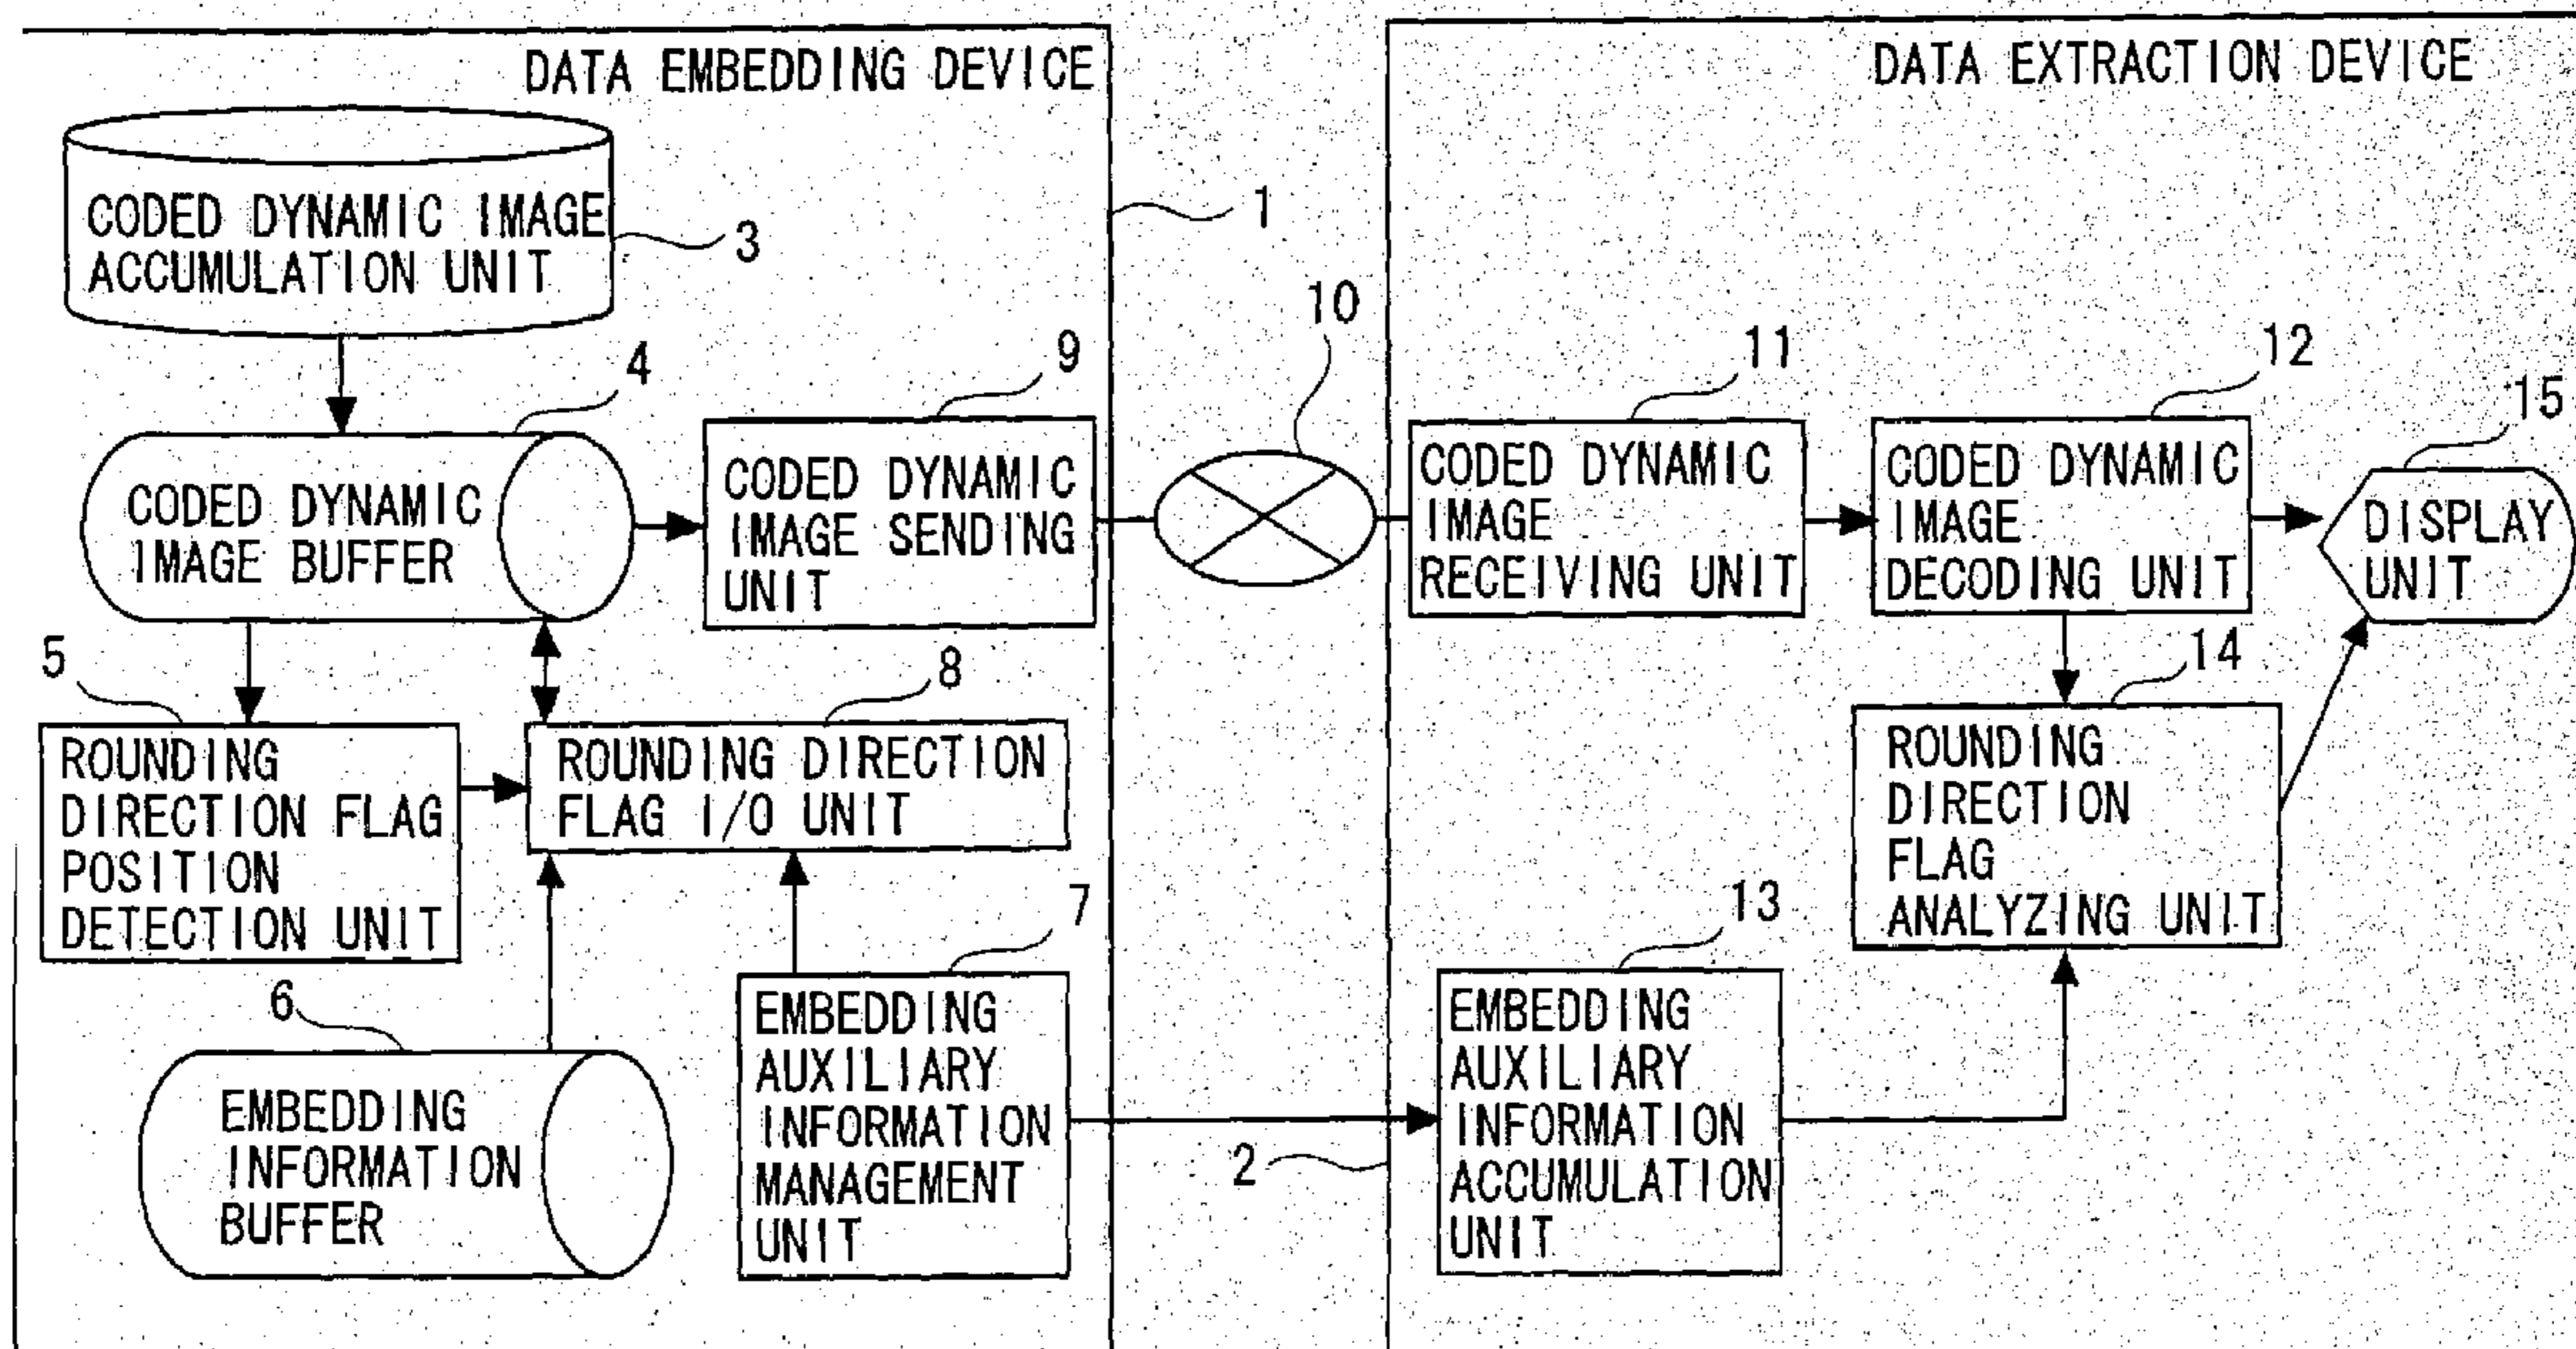 DATA EMBEDDING DEVICE
CODED DYNAMIC IMAGE
ACCUMULATION UNIT
3
1
4
CODED DYNAMIC
IMAGE BUFFER
9
CODED DYNAMIC
IMAGE SENDING
UNIT
5
ROUNDING
DIRECTION FLAG
POSITION
DETECTION UNIT
8
ROUNDING DIRECTION
FLAG I/O UNIT
6
EMBEDDING
INFORMATION
BUFFER
7
EMBEDDING
AUXILIARY
INFORMATION
MANAGEMENT
UNIT
10
2
DATA EXTRACTION DEVICE
11
CODED DYNAMIC
IMAGE
RECEIVING UNIT
12
CODED DYNAMIC
IMAGE
DECODING UNIT
15
DISPLAY
UNIT
14
ROUNDING
DIRECTION
FLAG
ANALYZING UNIT
13
EMBEDDING
AUXILIARY
INFORMATION
ACCUMULATION
UNIT